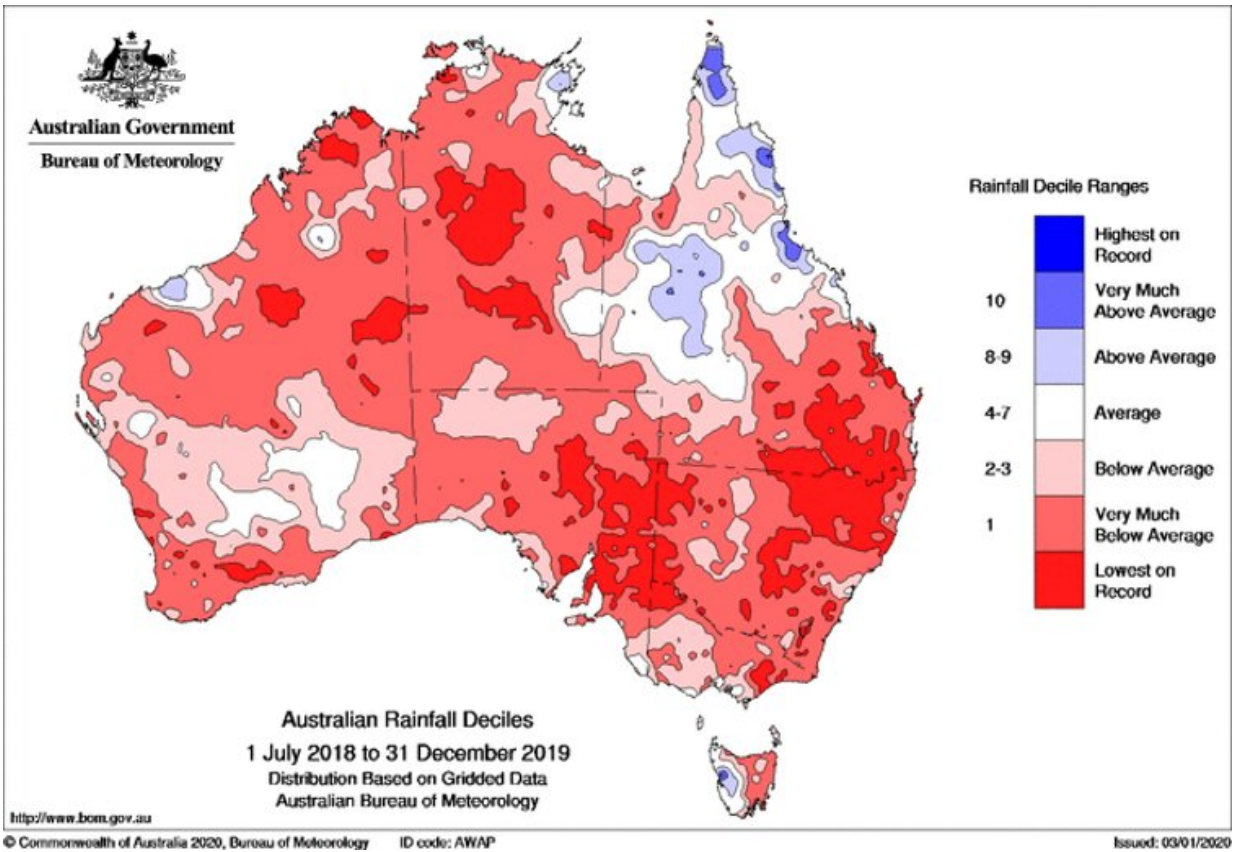 Australian Government
Bureau of Meteorology
Rainfall Decile Ranges
Highest on
Record
10
Very Much
Above Average
8-9
Above Average
4-7
Average
2-3
Below Average
1
Very Much
Below Average
Lowest on
Record
Australian Rainfall Deciles
1 July 2018 to 31 December 2019
Distribution Based on Gridded Data
Australian Bureau of Meteorology
http://www.bom.gov.au
© Commonwealth of Australia 2020, Bureau of Meteorology ID code: AWAP Issued: 03/01/2020